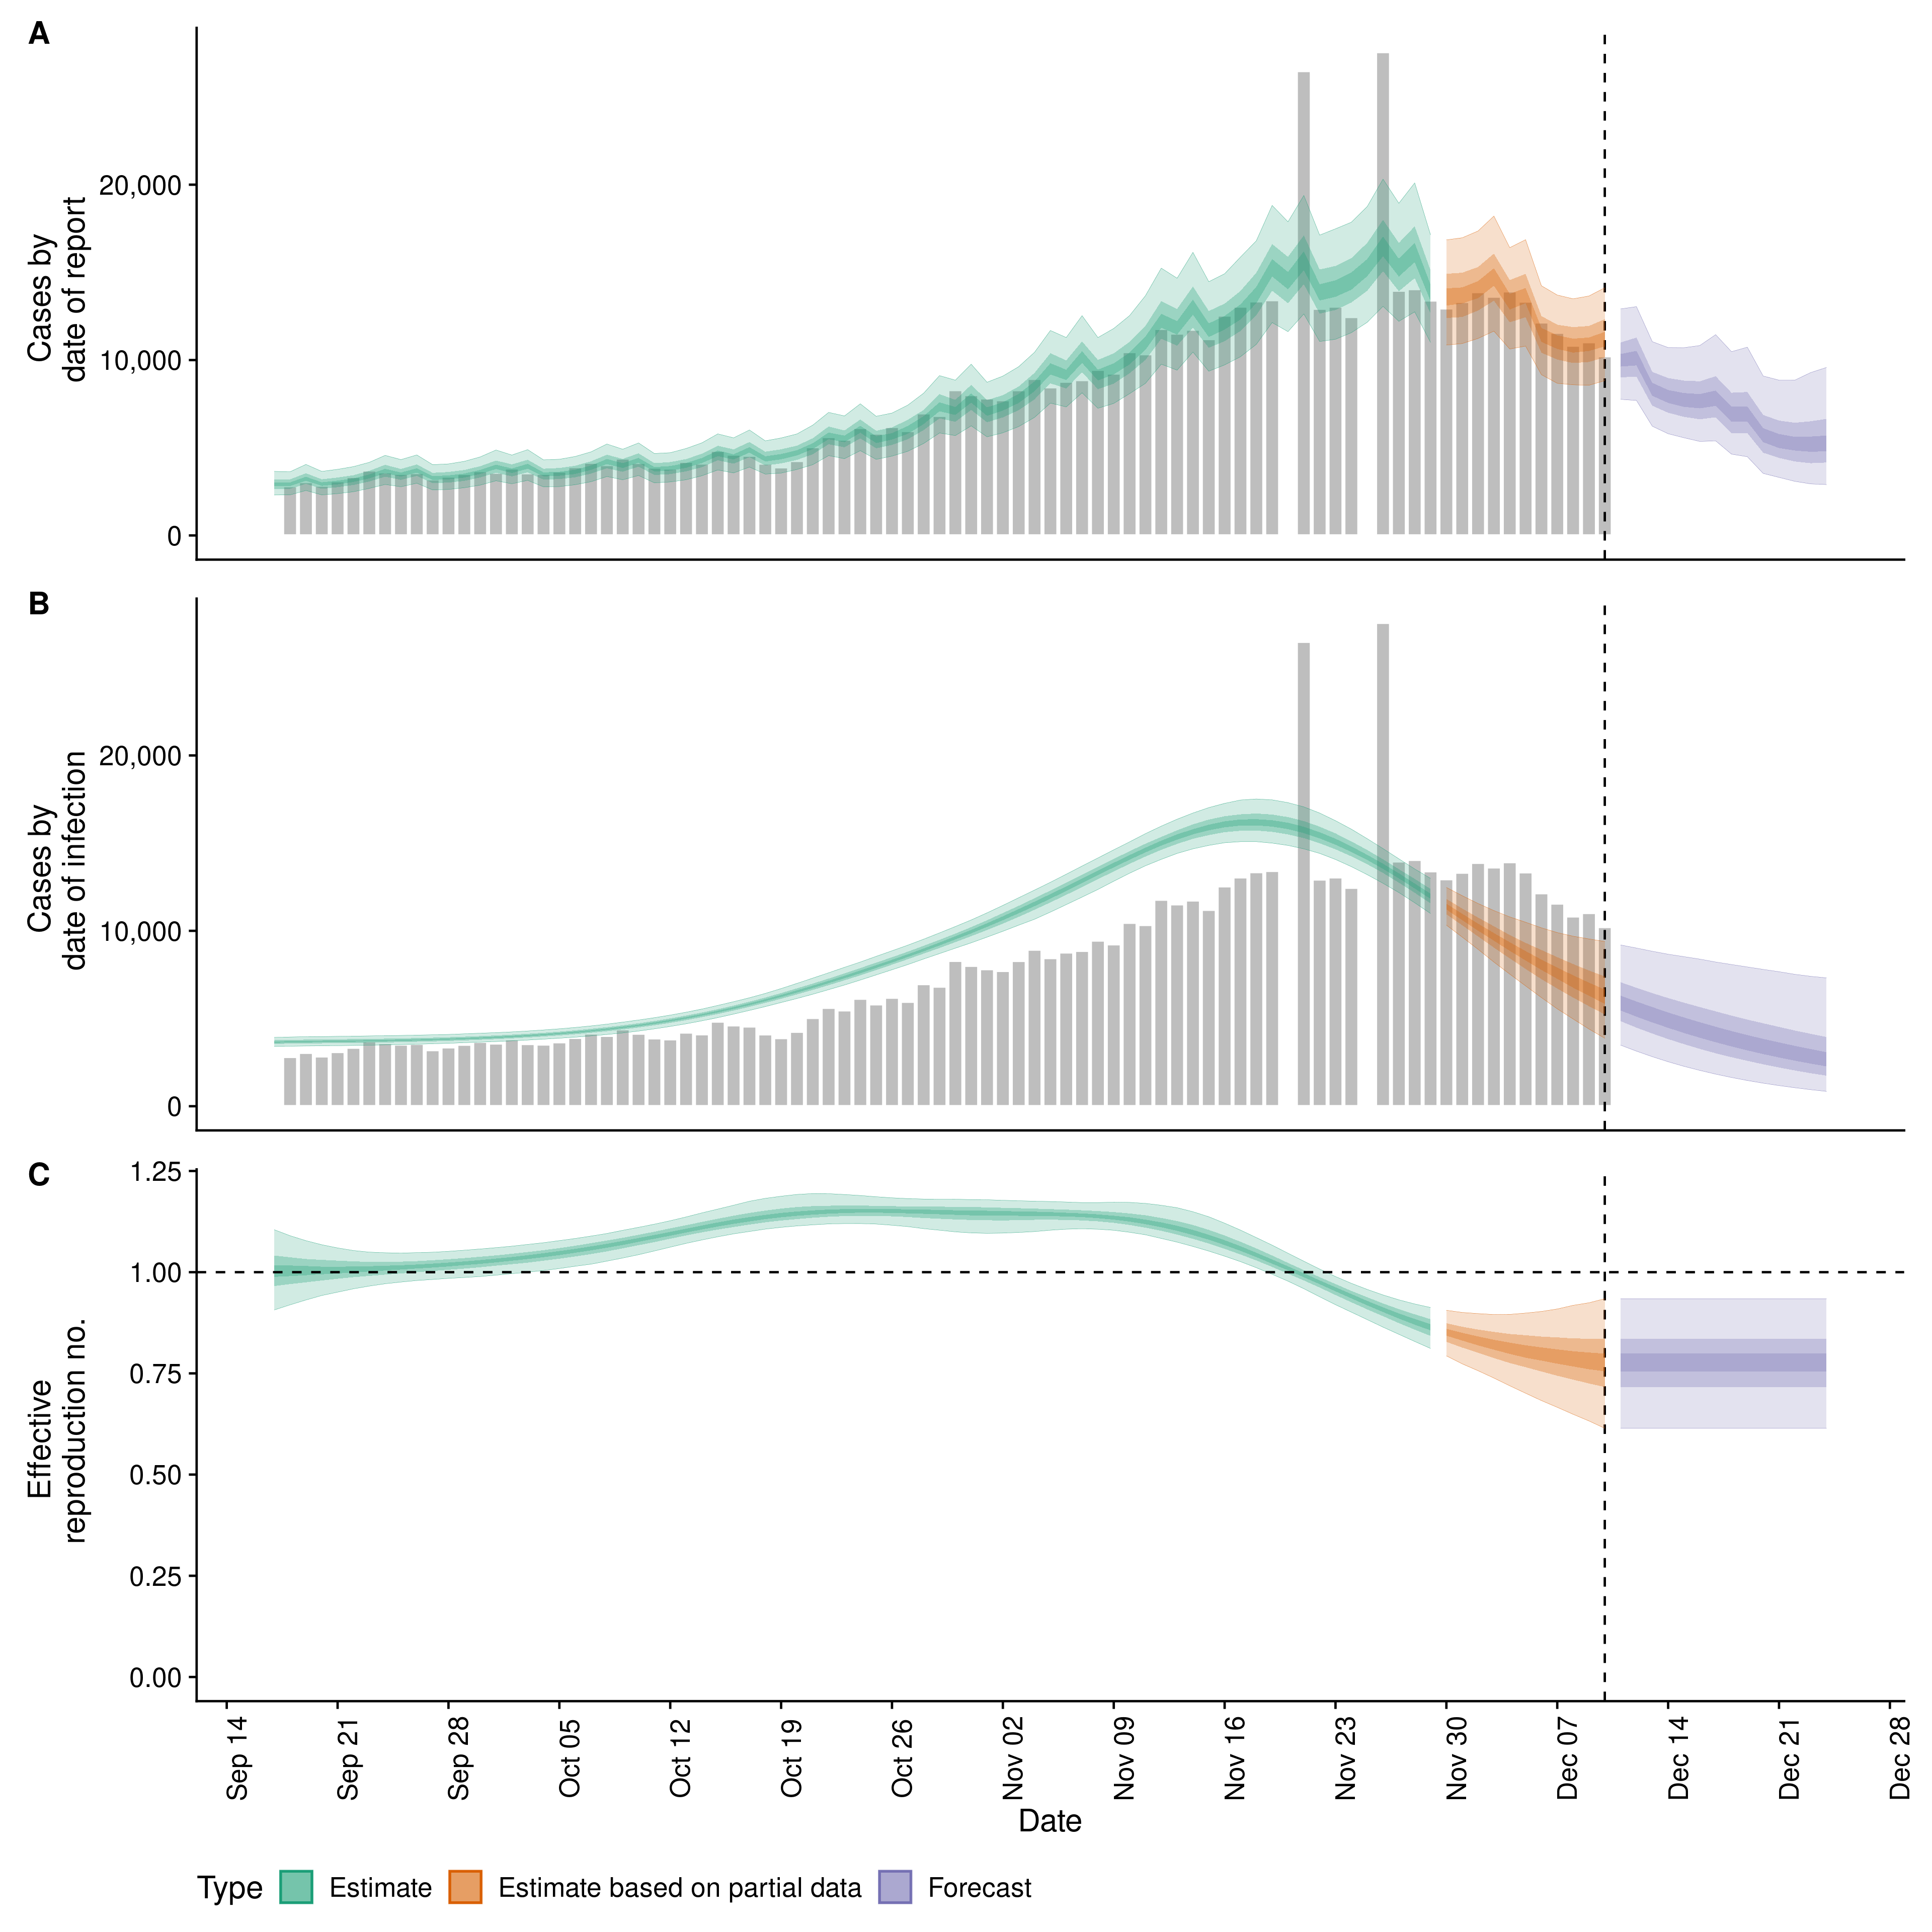 A
Cases by
date of report
20,000
10,000
0
B
Cases by
date of infection
20,000
10,000
0
C
Effective
reproduction no.
1.25
1.00
0.75
0.50
0.25
0.00
Sep 14
Sep 21
Sep 28
Oct 05
Oct 12
Oct 19
Oct 26
Nov 02
Nov 09
Nov 16
Nov 23
Nov 30
Dec 07
Dec 14
Dec 21
Dec 28
Date
Type Estimate Estimate based on partial data Forecast